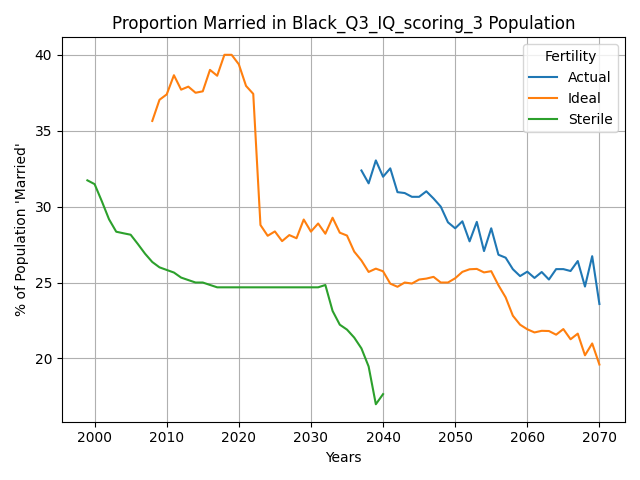 Proportion Married in Black_Q3_IQ_scoring_3 Population
Fertility
Actual
Ideal
Sterile
% of Population 'Married'
40
35
30
25
20
2000 2010 2020 2030 2040 2050 2060 2070
Years